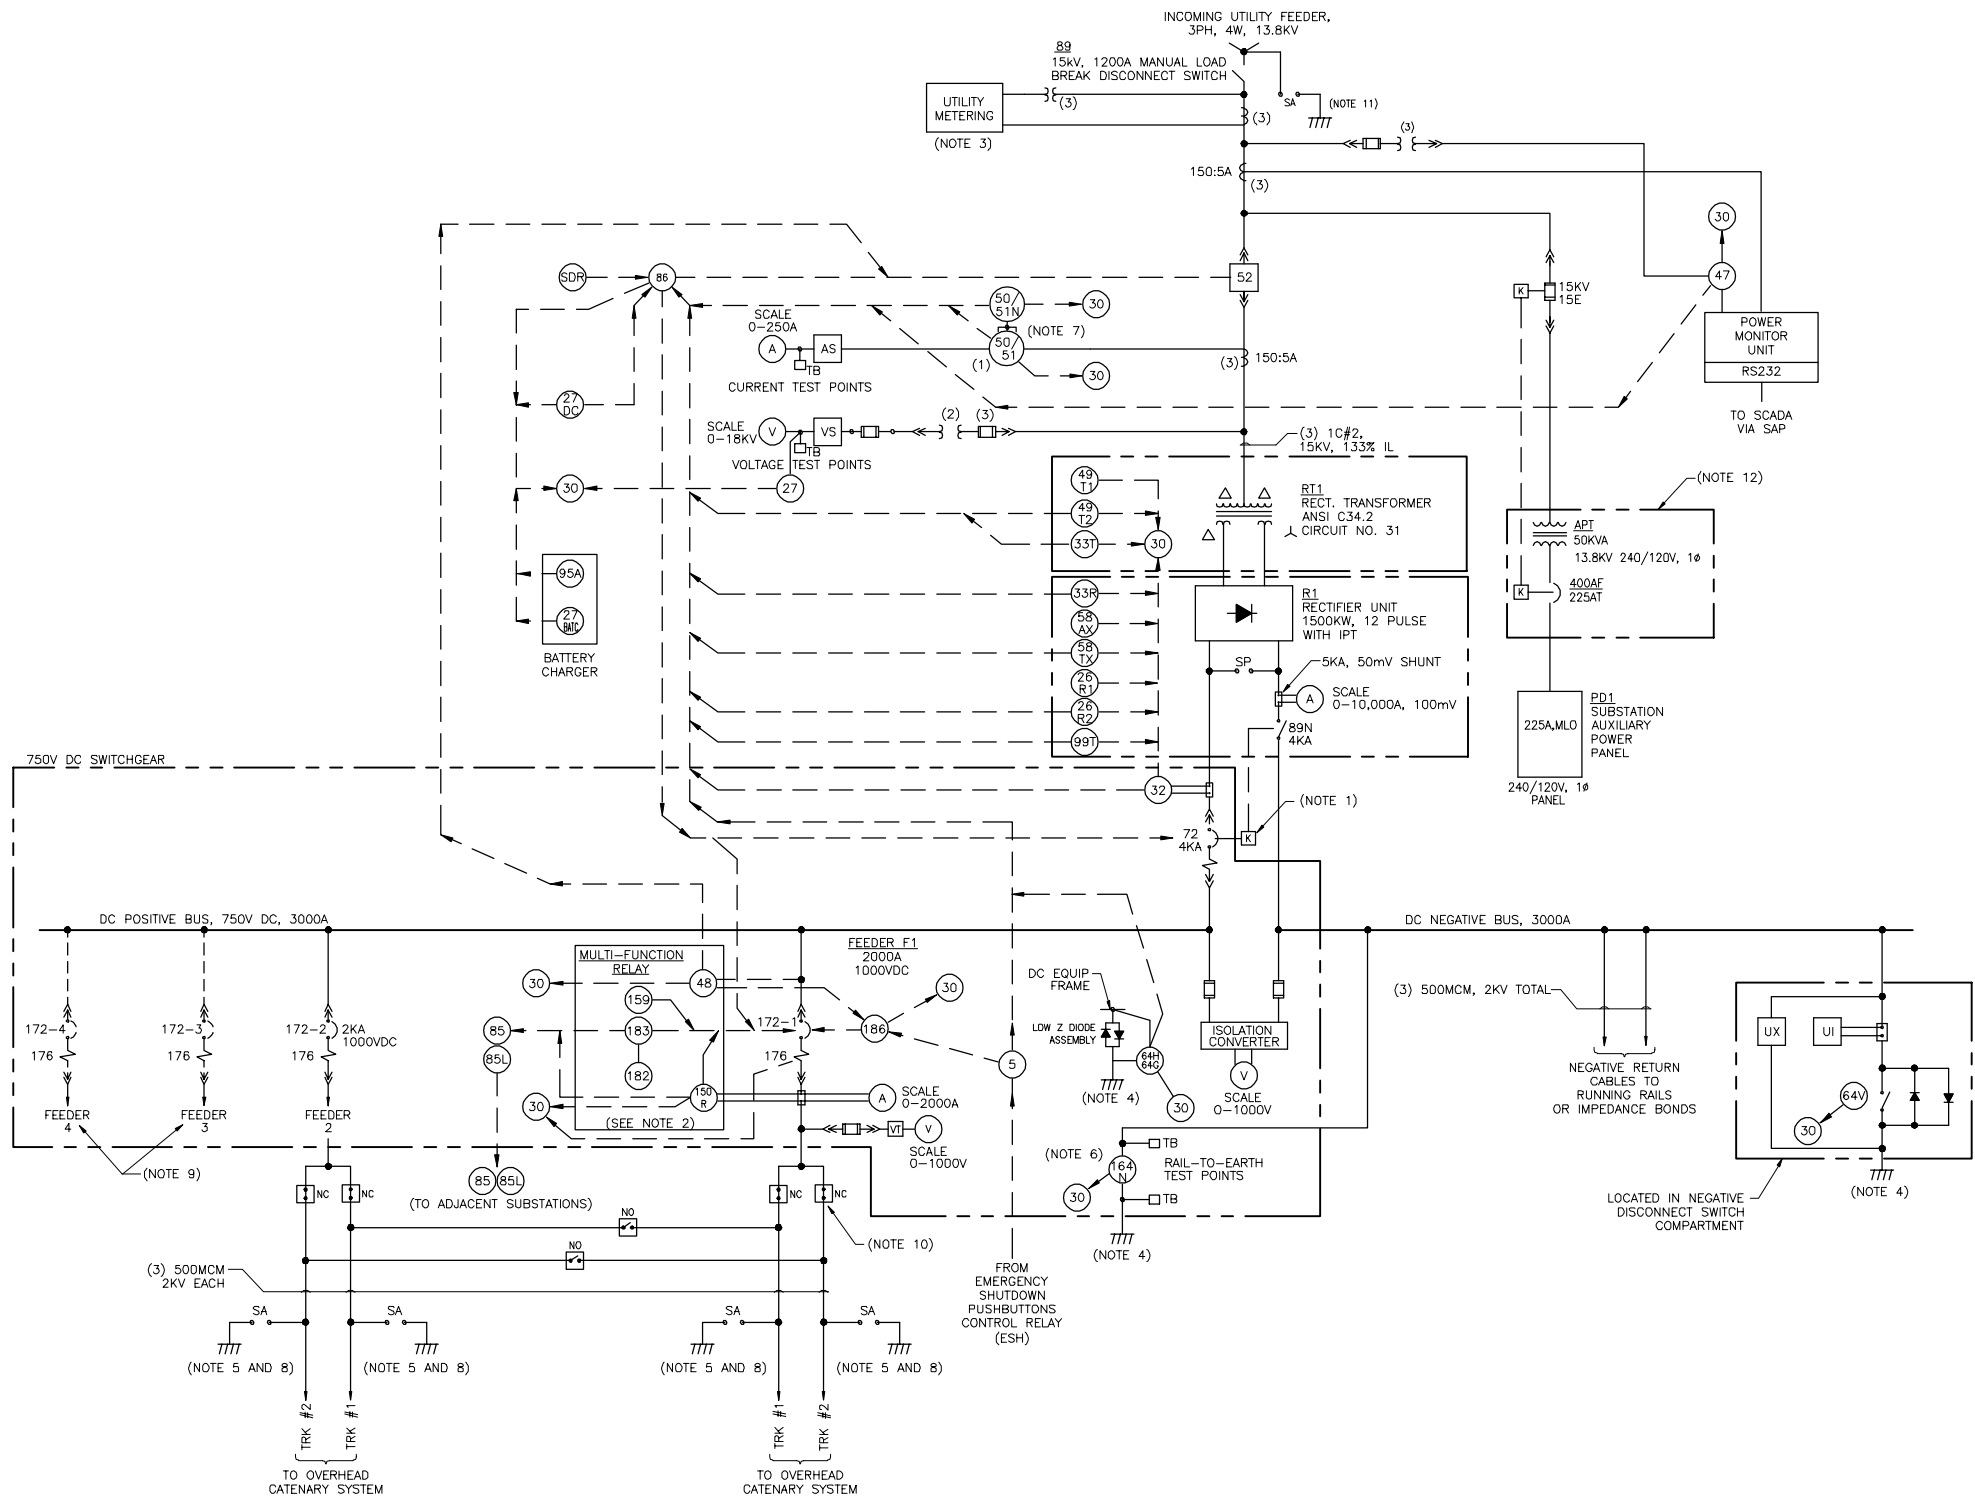 INCOMING UTILITY FEEDER,
3PH, 4W, 13.8KV
89
15kV, 1200A MANUAL LOAD
BREAK DISCONNECT SWITCH
UTILITY
METERING
(NOTE 3)
(3)
(3)
SA
(NOTE 11)
(3)
150:5A
(3)
30
47
SDR
86
52
K
15KV
15E
50/
51N
30
SCALE
0-250A
A
AS
TB
CURRENT TEST POINTS
50/
51
(NOTE 7)
(1)
30
(3)
150:5A
POWER
MONITOR
UNIT
RS232
TO SCADA
VIA SAP
27
DC
SCALE
0-18KV
V
VS
TB
VOLTAGE TEST POINTS
(2)
(3)
(3) 1C#2,
15KV, 133% IL
30
27
49
T1
49
T2
33T
30
RT1
RECT. TRANSFORMER
ANSI C34.2
CIRCUIT NO. 31
(NOTE 12)
APT
50KVA
13.8KV 240/120V, 1ø
K
400AF
225AT
95A
27
BATC
BATTERY
CHARGER
33R
58
AX
58
TX
26
R1
26
R2
99T
R1
RECTIFIER UNIT
1500KW, 12 PULSE
WITH IPT
SP
5KA, 50mV SHUNT
A
SCALE
0-10,000A, 100mV
89N
4KA
225A,MLO
PD1
SUBSTATION
AUXILIARY
POWER
PANEL
240/120V, 1ø
PANEL
750V DC SWITCHGEAR
32
(NOTE 1)
72
4KA
K
DC POSITIVE BUS, 750V DC, 3000A
DC NEGATIVE BUS, 3000A
FEEDER F1
2000A
1000VDC
MULTI-FUNCTION
RELAY
30
48
159
183
182
150
R
(SEE NOTE 2)
30
172-4
176
FEEDER
4
172-3
176
FEEDER
3
172-2
2KA
1000VDC
176
FEEDER
2
85
85L
30
172-1
176
186
5
A
SCALE
0-2000A
VT
V
SCALE
0-1000V
DC EQUIP
FRAME
LOW Z DIODE
ASSEMBLY
64H
64G
(NOTE 4)
30
ISOLATION
CONVERTER
V
SCALE
0-1000V
(3) 500MCM, 2KV TOTAL
NEGATIVE RETURN
CABLES TO
RUNNING RAILS
OR IMPEDANCE BONDS
UX
UI
64V
30
(NOTE 4)
LOCATED IN NEGATIVE
DISCONNECT SWITCH
COMPARTMENT
(NOTE 9)
85
85L
(TO ADJACENT SUBSTATIONS)
(NOTE 6)
164
N
TB
RAIL-TO-EARTH
TEST POINTS
30
TB
(NOTE 4)
NC
NC
NC
NC
NO
NO
(NOTE 10)
(3) 500MCM
2KV EACH
FROM
EMERGENCY
SHUTDOWN
PUSHBUTTONS
CONTROL RELAY
(ESH)
SA
SA
SA
SA
(NOTE 5 AND 8)
(NOTE 5 AND 8)
(NOTE 5 AND 8)
(NOTE 5 AND 8)
TRK #2
TRK #1
TRK #1
TRK #2
TO OVERHEAD
CATENARY SYSTEM
TO OVERHEAD
CATENARY SYSTEM